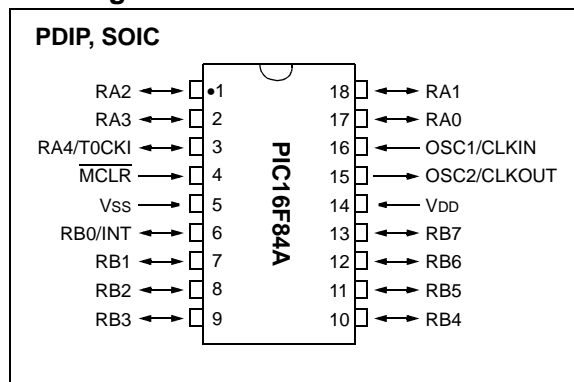 PDIP, SOIC
RA2 •1 18 RA1
RA3 2 17 RA0
RA4/T0CKI 3 16 OSC1/CLKIN
MCLR 4 15 OSC2/CLKOUT
VSS 5 14 VDD
RB0/INT 6 13 RB7
RB1 7 12 RB6
RB2 8 11 RB5
RB3 9 10 RB4
PIC16F84A